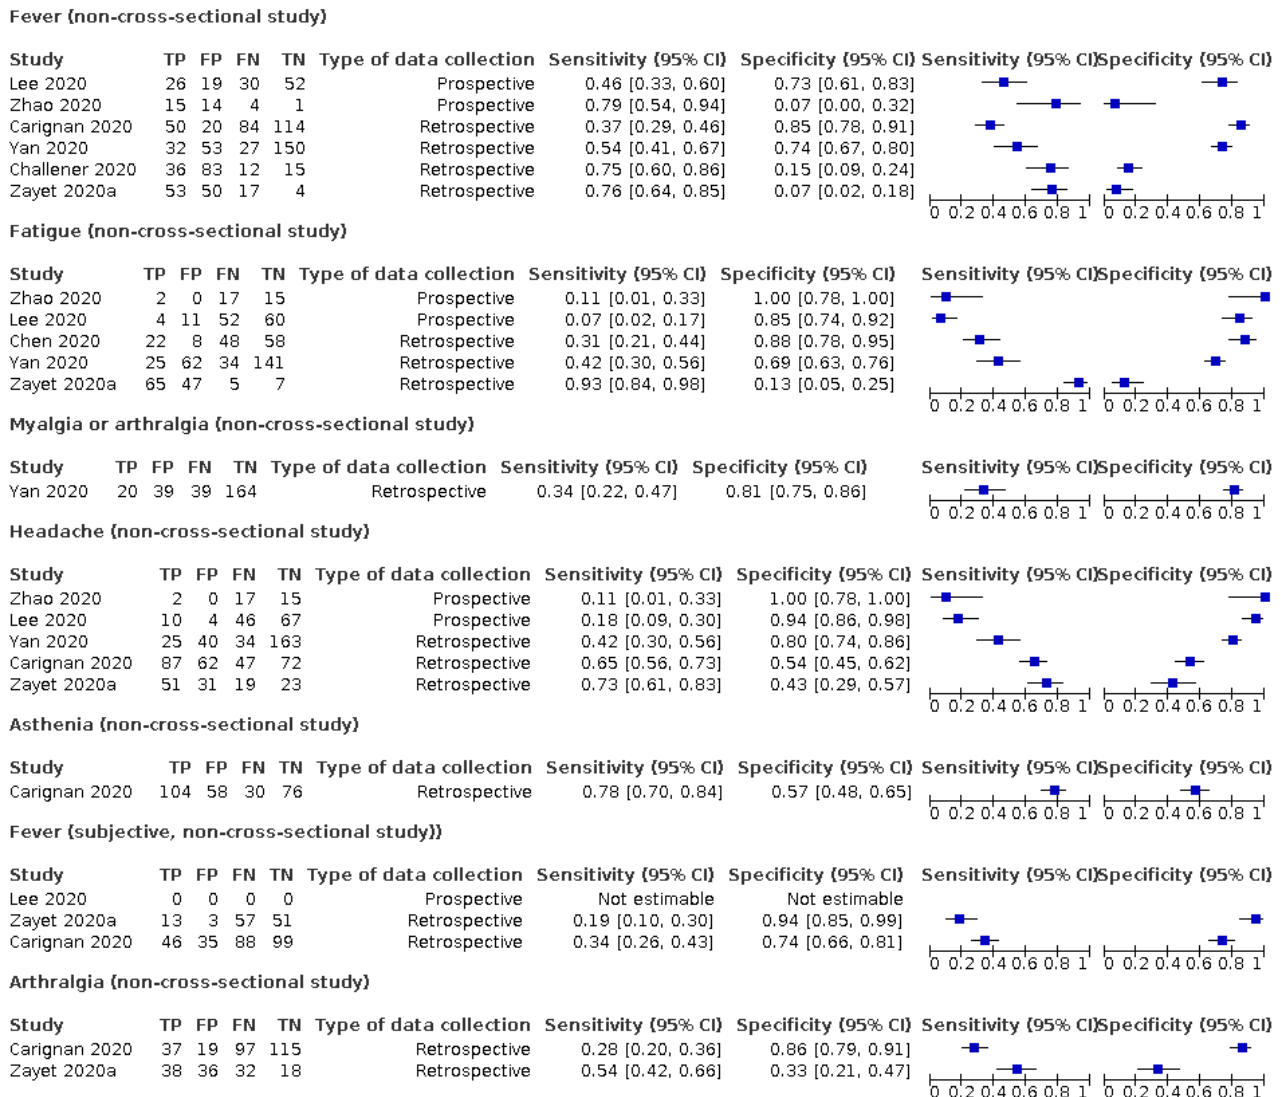 Fever (non-cross-sectional study)
Study TP FP FN TN Type of data collection Sensitivity (95% CI) Specificity (95% CI) Sensitivity (95% CI) Specificity (95% CI)
Lee 2020 26 19 30 52 Prospective 0.46 [0.33, 0.60] 0.73 [0.61, 0.83]
Zhao 2020 15 14 4 1 Prospective 0.79 [0.54, 0.94] 0.07 [0.00, 0.32]
Carignan 2020 50 20 84 114 Retrospective 0.37 [0.29, 0.46] 0.85 [0.78, 0.91]
Yan 2020 32 53 27 150 Retrospective 0.54 [0.41, 0.67] 0.74 [0.67, 0.80]
Challener 2020 36 83 12 15 Retrospective 0.75 [0.60, 0.86] 0.15 [0.09, 0.24]
Zayet 2020a 53 50 17 4 Retrospective 0.76 [0.64, 0.85] 0.07 [0.02, 0.18]
0 0.2 0.4 0.6 0.8 1 0 0.2 0.4 0.6 0.8 1
Fatigue (non-cross-sectional study)
Study TP FP FN TN Type of data collection Sensitivity (95% CI) Specificity (95% CI) Sensitivity (95% CI) Specificity (95% CI)
Zhao 2020 2 0 17 15 Prospective 0.11 [0.01, 0.33] 1.00 [0.78, 1.00]
Lee 2020 4 11 52 60 Prospective 0.07 [0.02, 0.17] 0.85 [0.74, 0.92]
Chen 2020 22 8 48 58 Retrospective 0.31 [0.21, 0.44] 0.88 [0.78, 0.95]
Yan 2020 25 62 34 141 Retrospective 0.42 [0.30, 0.56] 0.69 [0.63, 0.76]
Zayet 2020a 65 47 5 7 Retrospective 0.93 [0.84, 0.98] 0.13 [0.05, 0.25]
0 0.2 0.4 0.6 0.8 1 0 0.2 0.4 0.6 0.8 1
Myalgia or arthralgia (non-cross-sectional study)
Study TP FP FN TN Type of data collection Sensitivity (95% CI) Specificity (95% CI) Sensitivity (95% CI) Specificity (95% CI)
Yan 2020 20 39 39 164 Retrospective 0.34 [0.22, 0.47] 0.81 [0.75, 0.86]
0 0.2 0.4 0.6 0.8 1 0 0.2 0.4 0.6 0.8 1
Headache (non-cross-sectional study)
Study TP FP FN TN Type of data collection Sensitivity (95% CI) Specificity (95% CI) Sensitivity (95% CI) Specificity (95% CI)
Zhao 2020 2 0 17 15 Prospective 0.11 [0.01, 0.33] 1.00 [0.78, 1.00]
Lee 2020 10 4 46 67 Prospective 0.18 [0.09, 0.30] 0.94 [0.86, 0.98]
Yan 2020 25 40 34 163 Retrospective 0.42 [0.30, 0.56] 0.80 [0.74, 0.86]
Carignan 2020 87 62 47 72 Retrospective 0.65 [0.56, 0.73] 0.54 [0.45, 0.62]
Zayet 2020a 51 31 19 23 Retrospective 0.73 [0.61, 0.83] 0.43 [0.29, 0.57]
0 0.2 0.4 0.6 0.8 1 0 0.2 0.4 0.6 0.8 1
Asthenia (non-cross-sectional study)
Study TP FP FN TN Type of data collection Sensitivity (95% CI) Specificity (95% CI) Sensitivity (95% CI) Specificity (95% CI)
Carignan 2020 104 58 30 76 Retrospective 0.78 [0.70, 0.84] 0.57 [0.48, 0.65]
0 0.2 0.4 0.6 0.8 1 0 0.2 0.4 0.6 0.8 1
Fever (subjective, non-cross-sectional study))
Study TP FP FN TN Type of data collection Sensitivity (95% CI) Specificity (95% CI) Sensitivity (95% CI) Specificity (95% CI)
Lee 2020 0 0 0 0 Prospective Not estimable Not estimable
Zayet 2020a 13 3 57 51 Retrospective 0.19 [0.10, 0.30] 0.94 [0.85, 0.99]
Carignan 2020 46 35 88 99 Retrospective 0.34 [0.26, 0.43] 0.74 [0.66, 0.81]
0 0.2 0.4 0.6 0.8 1 0 0.2 0.4 0.6 0.8 1
Arthralgia (non-cross-sectional study)
Study TP FP FN TN Type of data collection Sensitivity (95% CI) Specificity (95% CI) Sensitivity (95% CI) Specificity (95% CI)
Carignan 2020 37 19 97 115 Retrospective 0.28 [0.20, 0.36] 0.86 [0.79, 0.91]
Zayet 2020a 38 36 32 18 Retrospective 0.54 [0.42, 0.66] 0.33 [0.21, 0.47]
0 0.2 0.4 0.6 0.8 1 0 0.2 0.4 0.6 0.8 1